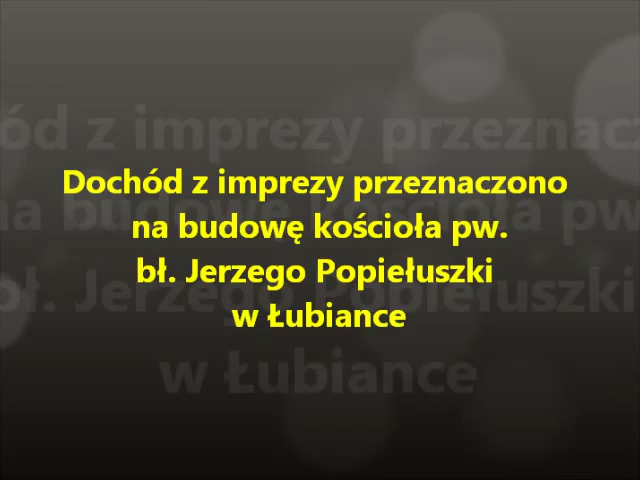 Dochód z imprezy przeznaczono
na budowę kościoła pw.
bł. Jerzego Popiełuszki
w Łubiance